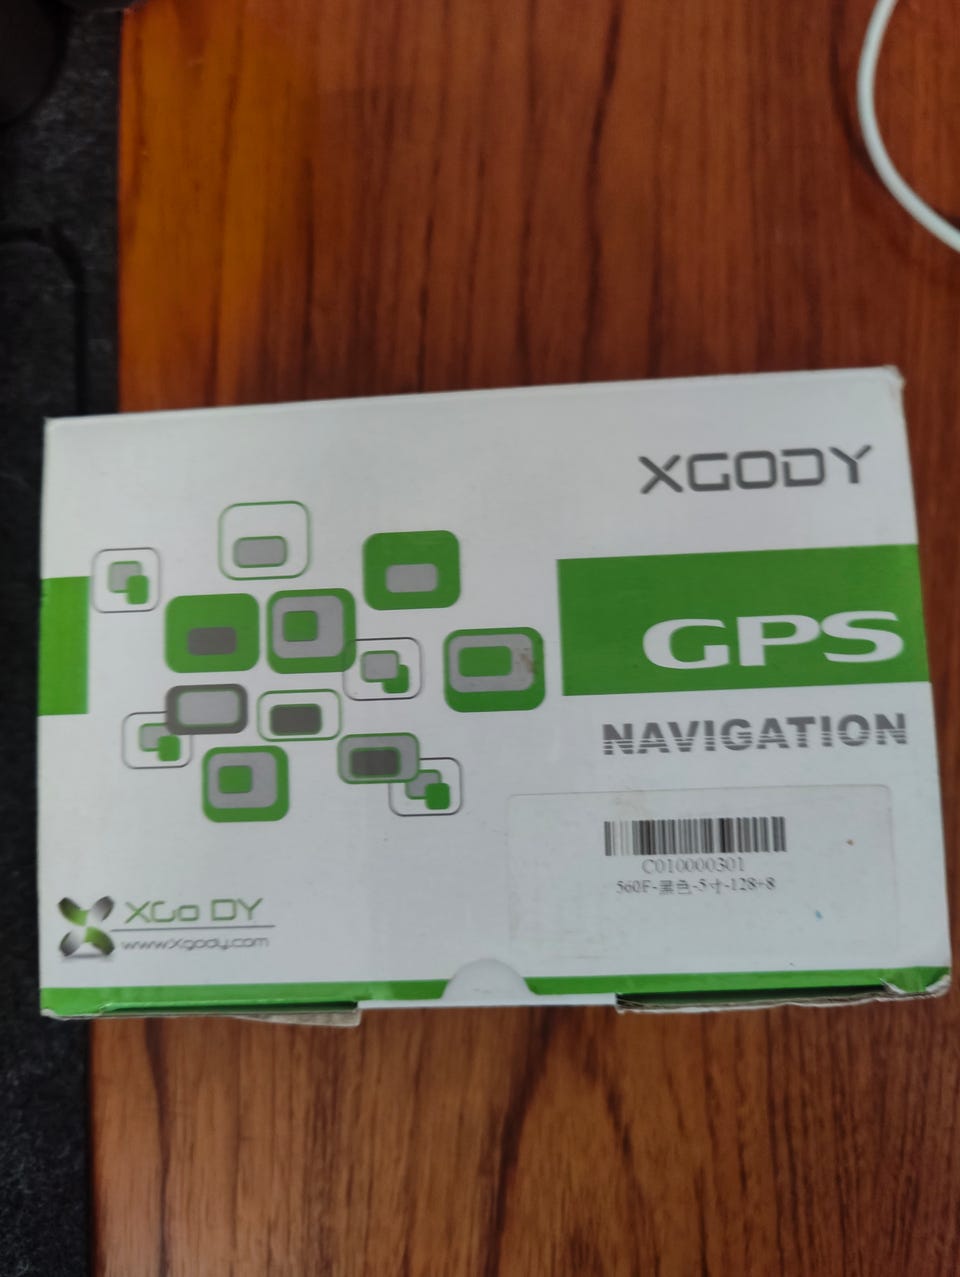 XGODY
GPS
NAVIGATION
C010000301
560F-黑色-5寸-128+8
XGo DY
www.Xgody.com